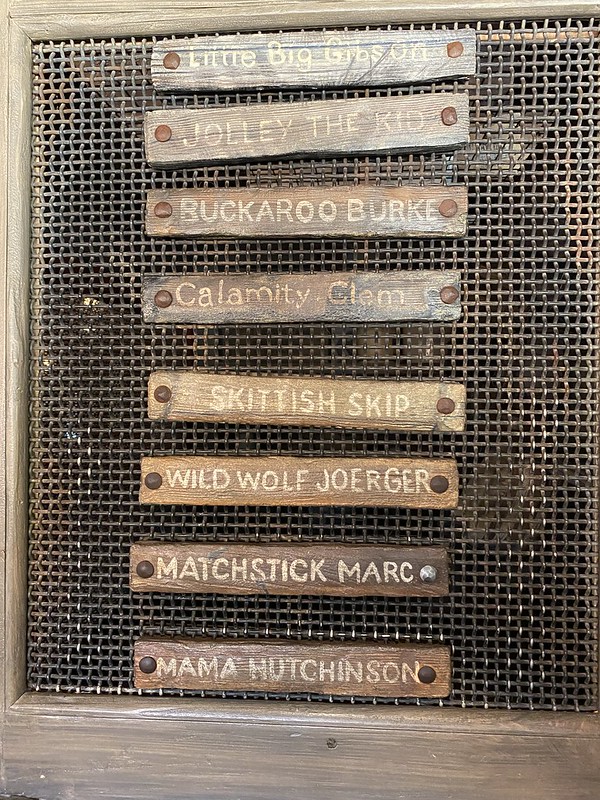 Little Big Gibson
JOLLEY THE KID
BUCKAROO BURKE
Calamity Clem
SKITTISH SKIP
WILD WOLF JOERGER
MATCHSTICK MARC
MAMA HUTCHINSON